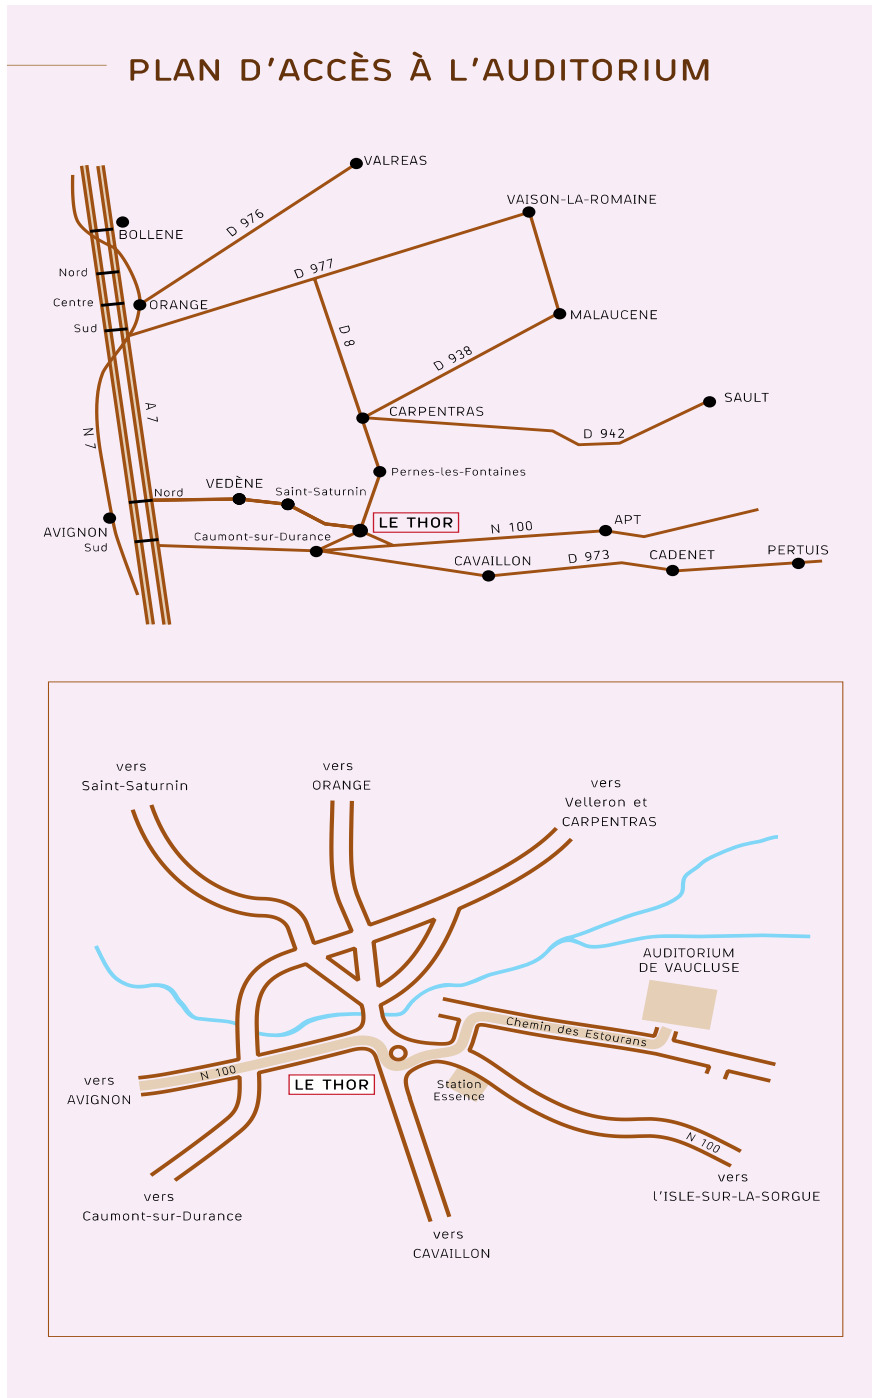 PLAN D'ACCÈS À L'AUDITORIUM
VALREAS
D 976
VAISON-LA-ROMAINE
BOLLENE
D 977
Nord
Centre
ORANGE
Sud
MALAUCENE
D 8
D 938
SAULT
A 7
CARPENTRAS
N 7
D 942
Pernes-les-Fontaines
VEDÈNE
Nord
Saint-Saturnin
LE THOR
APT
N 100
AVIGNON
Sud
Caumont-sur-Durance
PERTUIS
CADENET
D 973
CAVAILLON
vers
Saint-Saturnin
vers
ORANGE
vers
Velleron et
CARPENTRAS
AUDITORIUM
DE VAUCLUSE
Chemin des Estourans
N 100
vers
AVIGNON
LE THOR
Station
Essence
N 100
vers
l'ISLE-SUR-LA-SORGUE
vers
Caumont-sur-Durance
vers
CAVAILLON